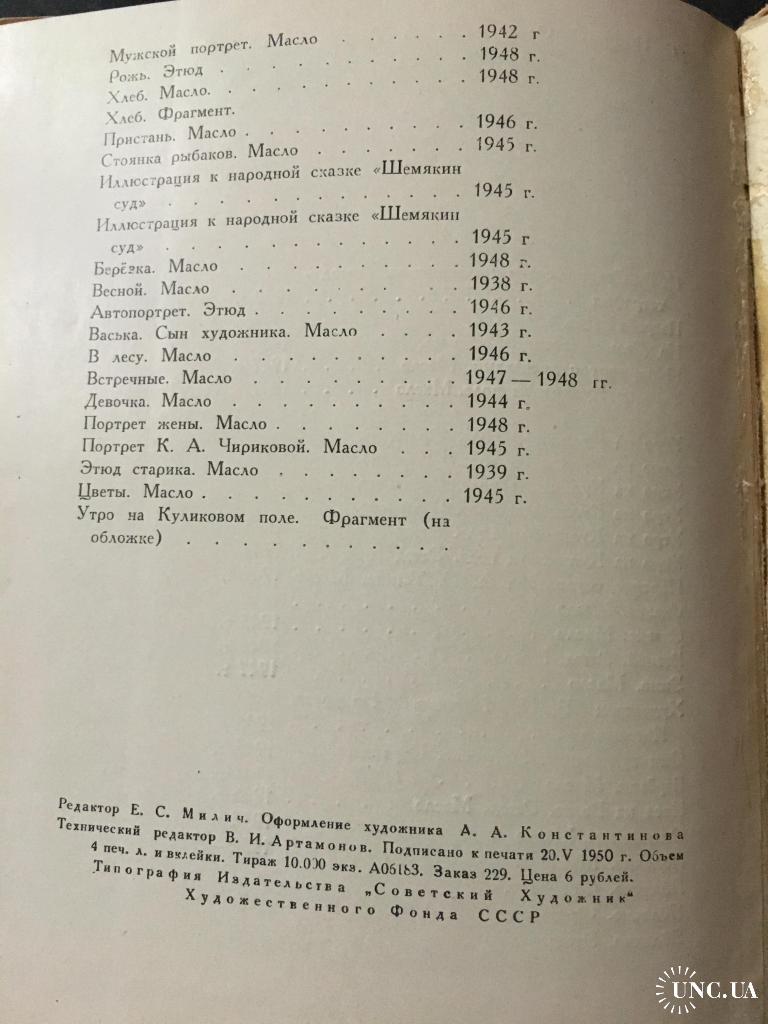 Мужской портрет. Масло . . . . . 1942 г
Рожь. Этюд . . . . . . . . . . 1948 г.
Хлеб. Масло. . . . . . . . . . 1948 г.
Хлеб. Фрагмент.
Пристань. Масло . . . . . . . . . 1946 г.
Стоянка рыбаков. Масло . . . . . . 1945 г.
Иллюстрация к народной сказке «Шемякин
суд» . . . . . . . . . . . . . 1945 г.
Иллюстрация к народной сказке «Шемякин
суд» . . . . . . . . . . . . . 1945 г
Берёзка. Масло . . . . . . . . . 1948 г.
Весной. Масло . . . . . . . . 1938 г.
Автопортрет. Этюд . . . . . . . . 1946 г.
Васька. Сын художника. Масло . . . . 1943 г.
В лесу. Масло . . . . . . . . . . 1946 г.
Встречные. Масло . . . . . . . . . 1947 — 1948 гг.
Девочка. Масло . . . . . . . . . . 1944 г.
Портрет жены. Масло . . . . . . . . 1948 г.
Портрет К. А. Чириковой. Масло . . . 1945 г.
Этюд старика. Масло . . . . . . . 1939 г.
Цветы. Масло . . . . . . . . . . . 1945 г.
Утро на Куликовом поле. Фрагмент (на
обложке) . . . . . . . . . . .
Редактор Е. С. Милич. Оформление художника А. А. Константинова
Технический редактор В. И. Артамонов. Подписано к печати 20.V 1950 г. Объем
4 печ. л. и вклейки. Тираж 10.000 экз. А06183. Заказ 229. Цена 6 рублей.
Типография Издательства „Советский Художник“
Художественного Фонда СССР
UNC.UA